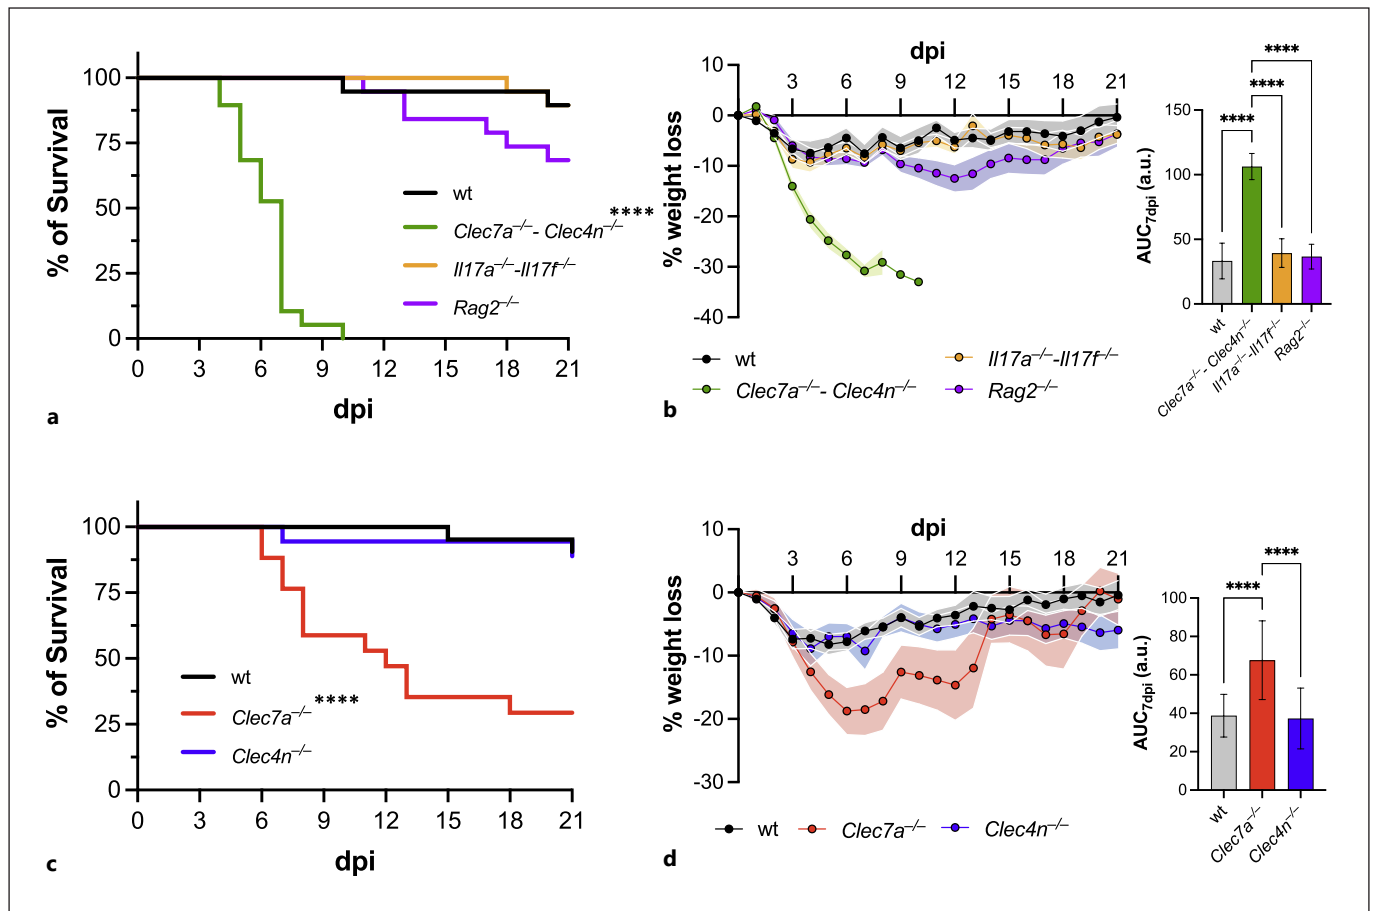 100
75
50
25
0
% of Survival
0 3 6 9 12 15 18 21
dpi
wt
Clec7a–/–- Clec4n–/–
****
Il17a–/–-Il17f–/–
Rag2–/–
a
dpi
10
0
-10
-20
-30
-40
% weight loss
3 6 9 12 15 18 21
wt
Clec7a–/–- Clec4n–/–
Il17a–/–-Il17f–/–
Rag2–/–
b
****
****
****
150
100
50
0
AUC7dpi (a.u.)
wt
Clec7a–/–- Clec4n–/–
Il17a–/–-Il17f–/–
Rag2–/–
100
75
50
25
0
% of Survival
0 3 6 9 12 15 18 21
dpi
wt
Clec7a–/– ****
Clec4n–/–
c
dpi
10
0
-10
-20
-30
% weight loss
3 6 9 12 15 18 21
wt Clec7a–/– Clec4n–/–
d
****
****
100
80
60
40
20
0
AUC7dpi (a.u.)
wt
Clec7a–/–
Clec4n–/–